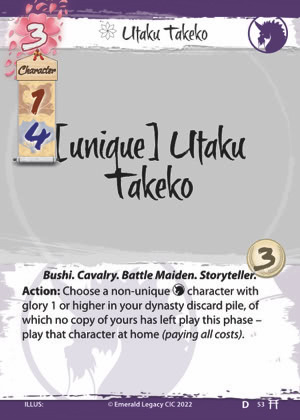 3
Utaku Takeko
Character
1
4
[unique] Utaku
Takeko
3
Bushi. Cavalry. Battle Maiden. Storyteller.
Action: Choose a non-unique character with
glory 1 or higher in your dynasty discard pile, of
which no copy of yours has left play this phase –
play that character at home (paying all costs).
ILLUS:
© Emerald Legacy CIC 2022
D 53